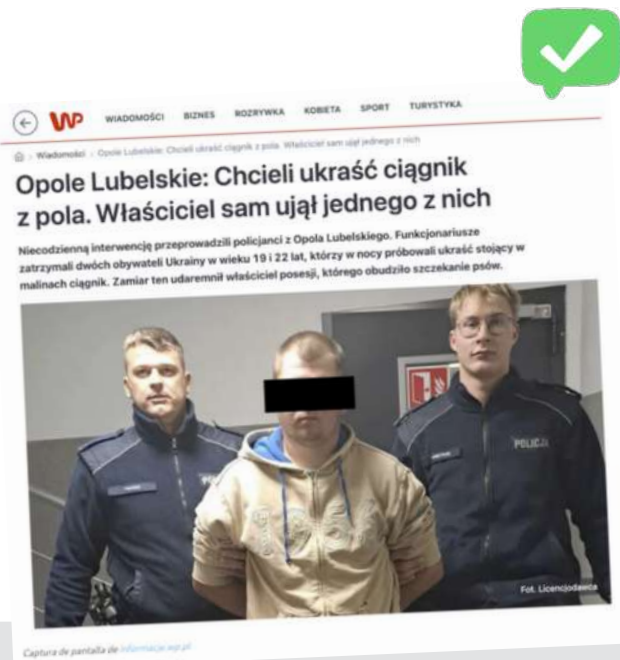 WP WIADOMOŚCI BIZNES ROZRYWKA KOBIETA SPORT TURYSTYKA
Wiadomości Opole Lubelskie: Chcieli ukraść ciągnik z pola. Właściciel sam ujął jednego z nich
Opole Lubelskie: Chcieli ukraść ciągnik
z pola. Właściciel sam ujął jednego z nich
Niecodzienną interwencję przeprowadzili policjanci z Opola Lubelskiego. Funkcjonariusze
zatrzymali dwóch obywateli Ukrainy w wieku 19 i 22 lat, którzy w nocy próbowali ukraść stojący w
malinach ciągnik. Zamiar ten udaremnił właściciel posesji, którego obudziło szczekanie psów.
POLICJA
Fot. Licencjodawca
Captura de pantalla de informacje.wp.pl